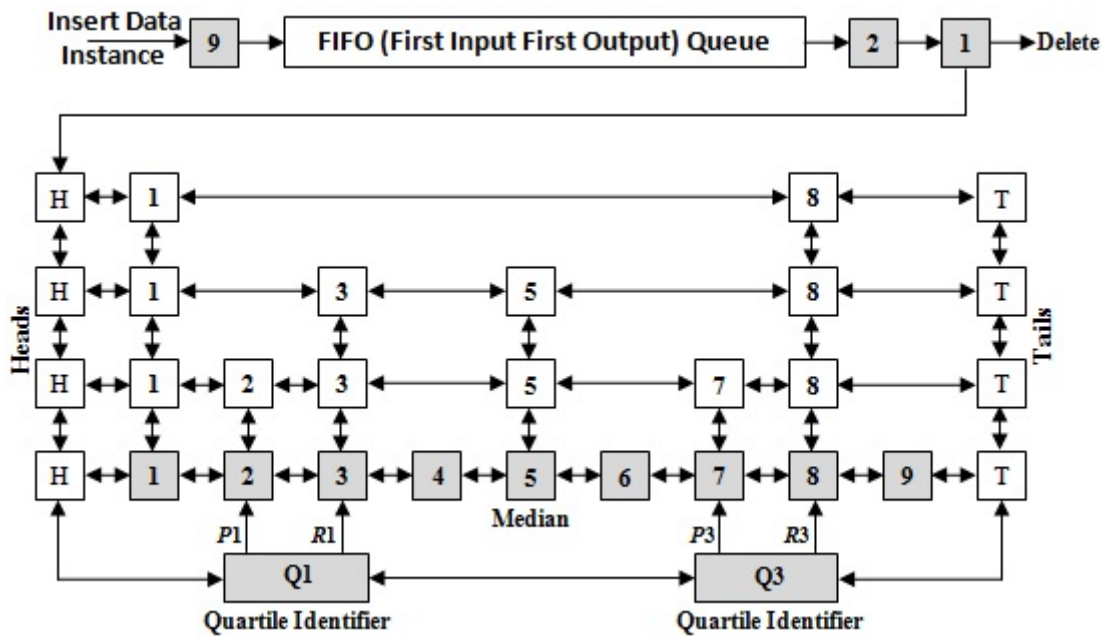 Insert Data
Instance
9
FIFO (First Input First Output) Queue
2
1
Delete
H 1 8 T
H 1 3 5 8 T
Heads
Tails
H 1 2 3 5 7 8 T
H 1 2 3 4 5 6 7 8 9 T
Median
P1 R1 P3 R3
Q1 Q3
Quartile Identifier Quartile Identifier